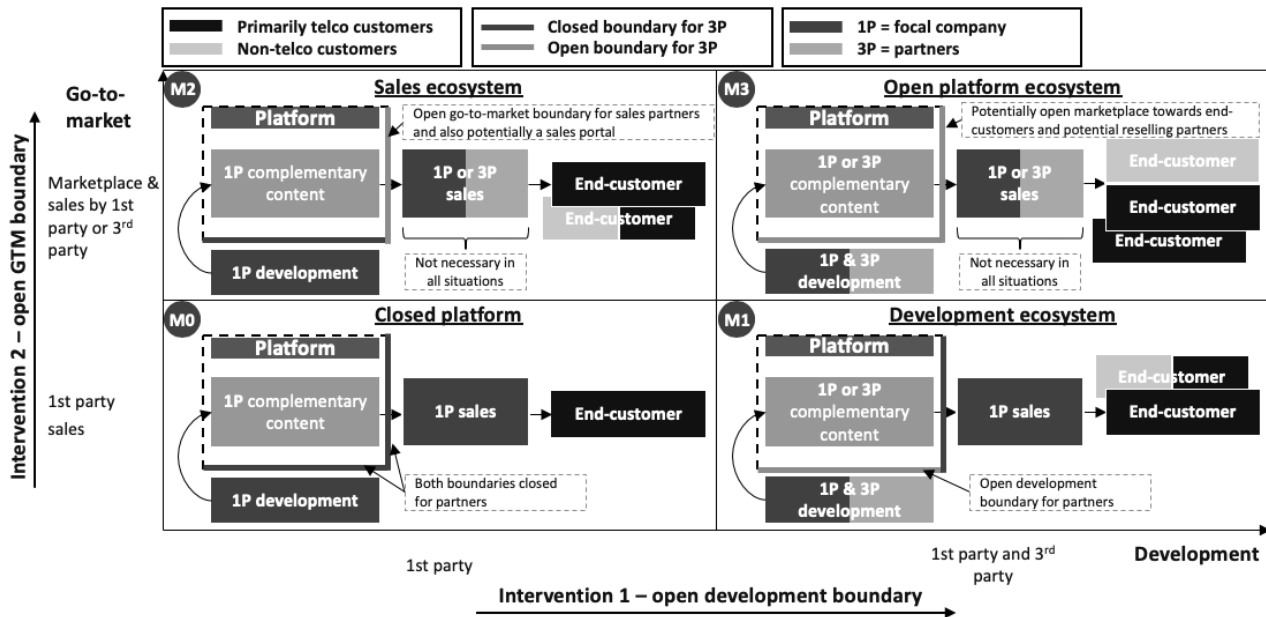 Primarily telco customers
Non-telco customers
Closed boundary for 3P
Open boundary for 3P
1P = focal company
3P = partners
Go-to-
market
Intervention 2 – open GTM boundary
Marketplace &
sales by 1st
party or 3rd
party
1st party
sales
M2
Sales ecosystem
Platform
Open go-to-market boundary for sales partners
and also potentially a sales portal
1P complementary
content
1P or 3P
sales
End-customer
End-customer
1P development
Not necessary in
all situations
M3
Open platform ecosystem
Platform
Potentially open marketplace towards end-
customers and potential reselling partners
1P or 3P
complementary
content
1P or 3P
sales
End-customer
End-customer
End-customer
1P & 3P
development
Not necessary in
all situations
M0
Closed platform
Platform
1P complementary
content
1P sales
End-customer
1P development
Both boundaries closed
for partners
M1
Development ecosystem
Platform
1P or 3P
complementary
content
1P sales
End-customer
End-customer
1P & 3P
development
Open development
boundary for partners
1st party
1st party and 3rd
party
Development
Intervention 1 – open development boundary